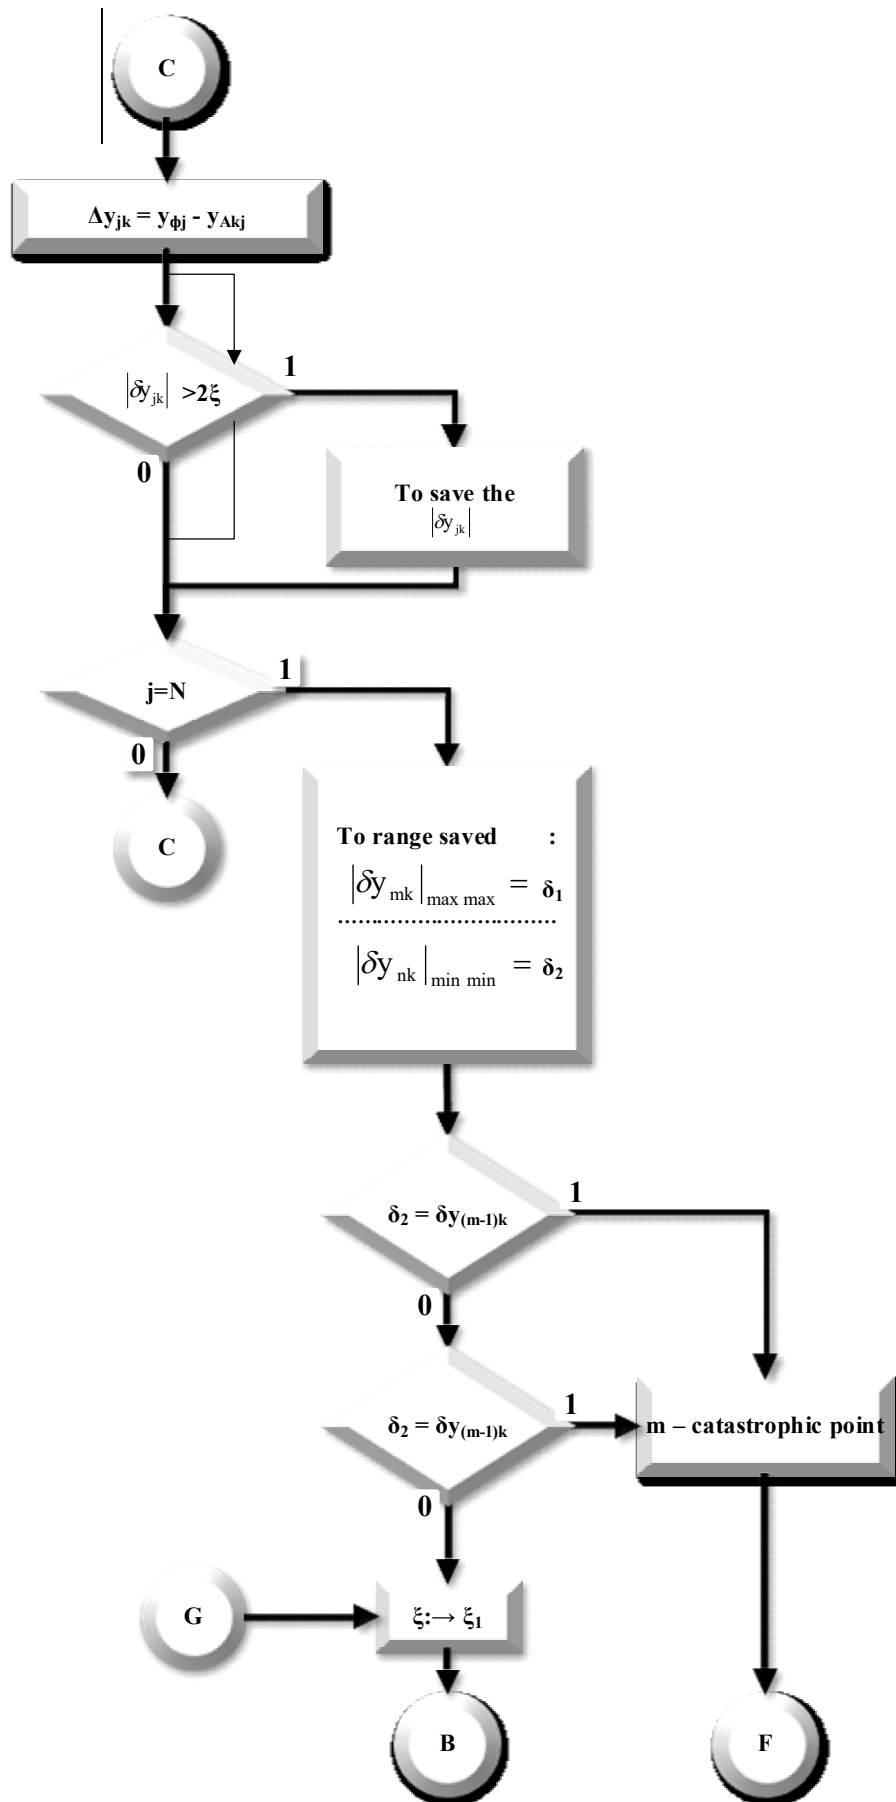 C
Δyjk = yϕj - yAkj
|δyjk| >2ξ
1
0
To save the
|δyjk|
j=N
1
0
C
To range saved :
|δymk|max max = δ1
........................
|δynk|min min = δ2
δ2 = δy(m-1)k
1
0
δ2 = δy(m-1)k
1
m – catastrophic point
0
G
ξ:→ ξ1
B
F